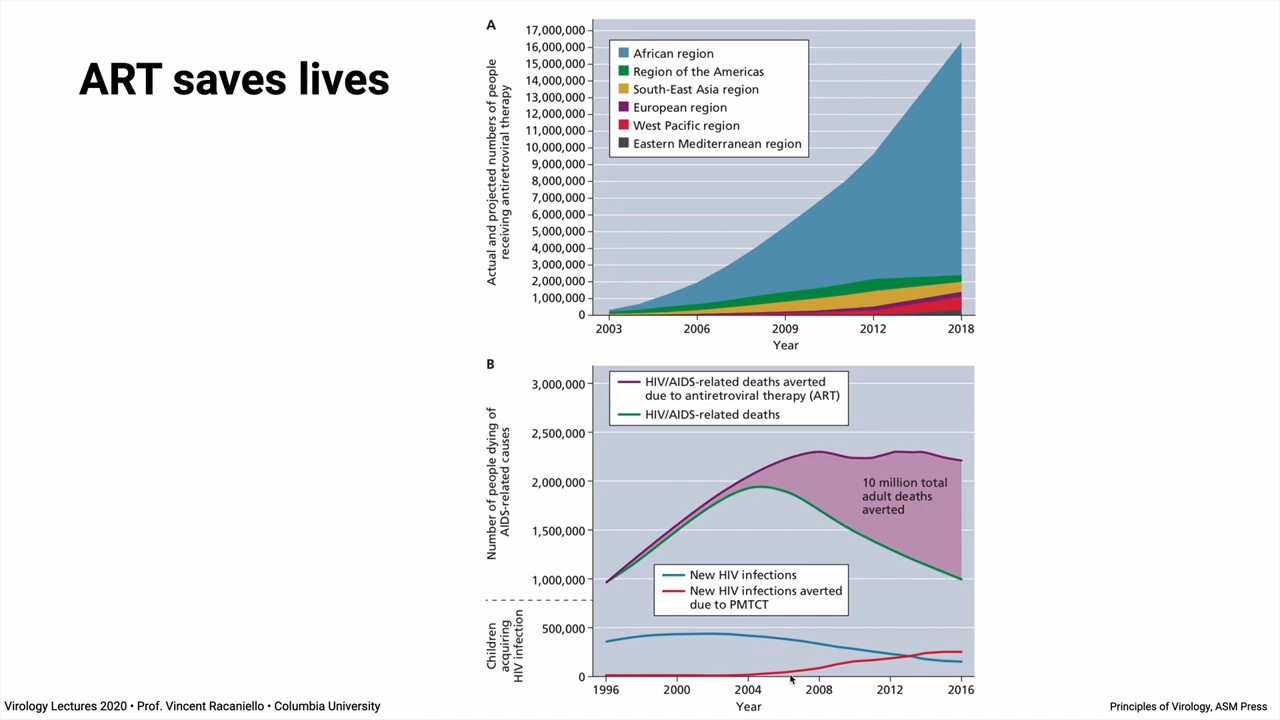 ART saves lives
A
Actual and projected numbers of people
receiving antiretroviral therapy
17,000,000
16,000,000
15,000,000
14,000,000
13,000,000
12,000,000
11,000,000
10,000,000
9,000,000
8,000,000
7,000,000
6,000,000
5,000,000
4,000,000
3,000,000
2,000,000
1,000,000
0
African region
Region of the Americas
South-East Asia region
European region
West Pacific region
Eastern Mediterranean region
2003 2006 2009 2012 2018
Year
B
Number of people dying of
AIDS-related causes
Children
acquiring
HIV infection
3,000,000
2,500,000
2,000,000
1,500,000
1,000,000
500,000
0
HIV/AIDS-related deaths averted
due to antiretroviral therapy (ART)
HIV/AIDS-related deaths
10 million total
adult deaths
averted
New HIV infections
New HIV infections averted
due to PMTCT
1996 2000 2004 2008 2012 2016
Year
Virology Lectures 2020 • Prof. Vincent Racaniello • Columbia University
Principles of Virology, ASM Press